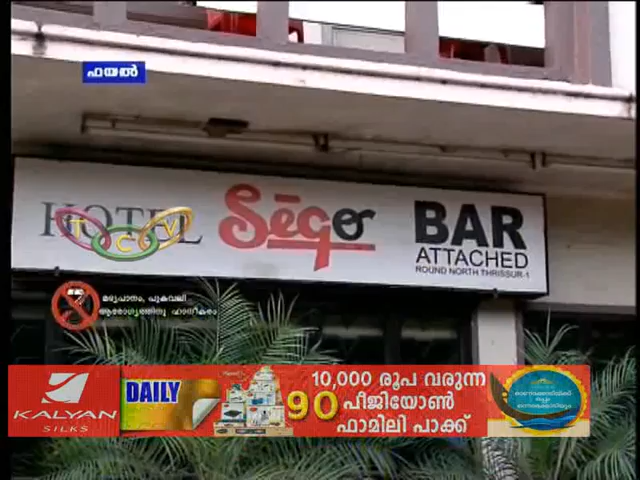 ഫയൽ
HOTEL Sēgo BAR
ATTACHED
ROUND NORTH THRISSUR-1
TCV
മദ്യപാനം, പുകവലി
ആരോഗ്യത്തിനു ഹാനീകരം
KALYAN
SILKS
DAILY
10,000 രൂപ വരുന്ന
90 പീജിയോൺ
ഫാമിലി പാക്ക്